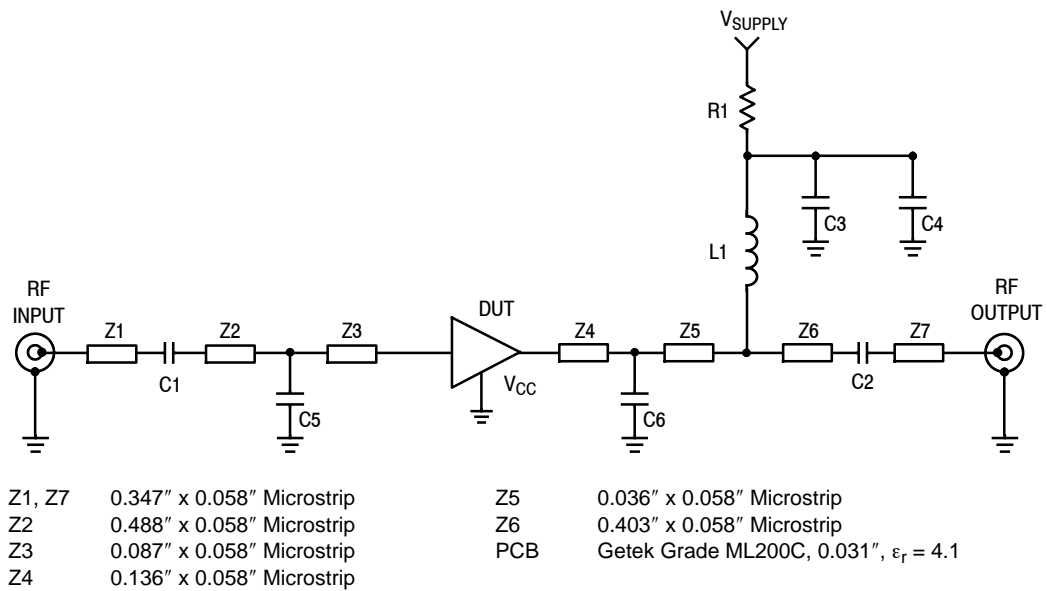 VSUPPLY
R1
C3
C4
L1
RF
INPUT
RF
OUTPUT
DUT
Z1
Z2
Z3
Z4
Z5
Z6
Z7
C1
C2
VCC
C5
C6
Z1, Z7 0.347″ x 0.058″ Microstrip
Z2 0.488″ x 0.058″ Microstrip
Z3 0.087″ x 0.058″ Microstrip
Z4 0.136″ x 0.058″ Microstrip
Z5 0.036″ x 0.058″ Microstrip
Z6 0.403″ x 0.058″ Microstrip
PCB Getek Grade ML200C, 0.031″, εr = 4.1